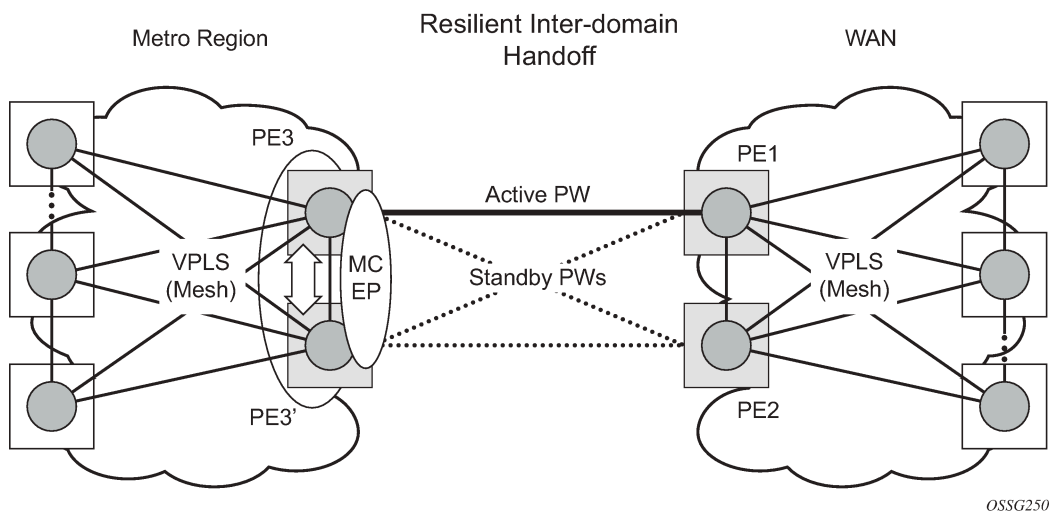 Resilient Inter-domain
Handoff
Metro Region
WAN
PE3
PE1
Active PW
VPLS
(Mesh)
MC
EP
Standby PWs
VPLS
(Mesh)
PE3'
PE2
OSSG250